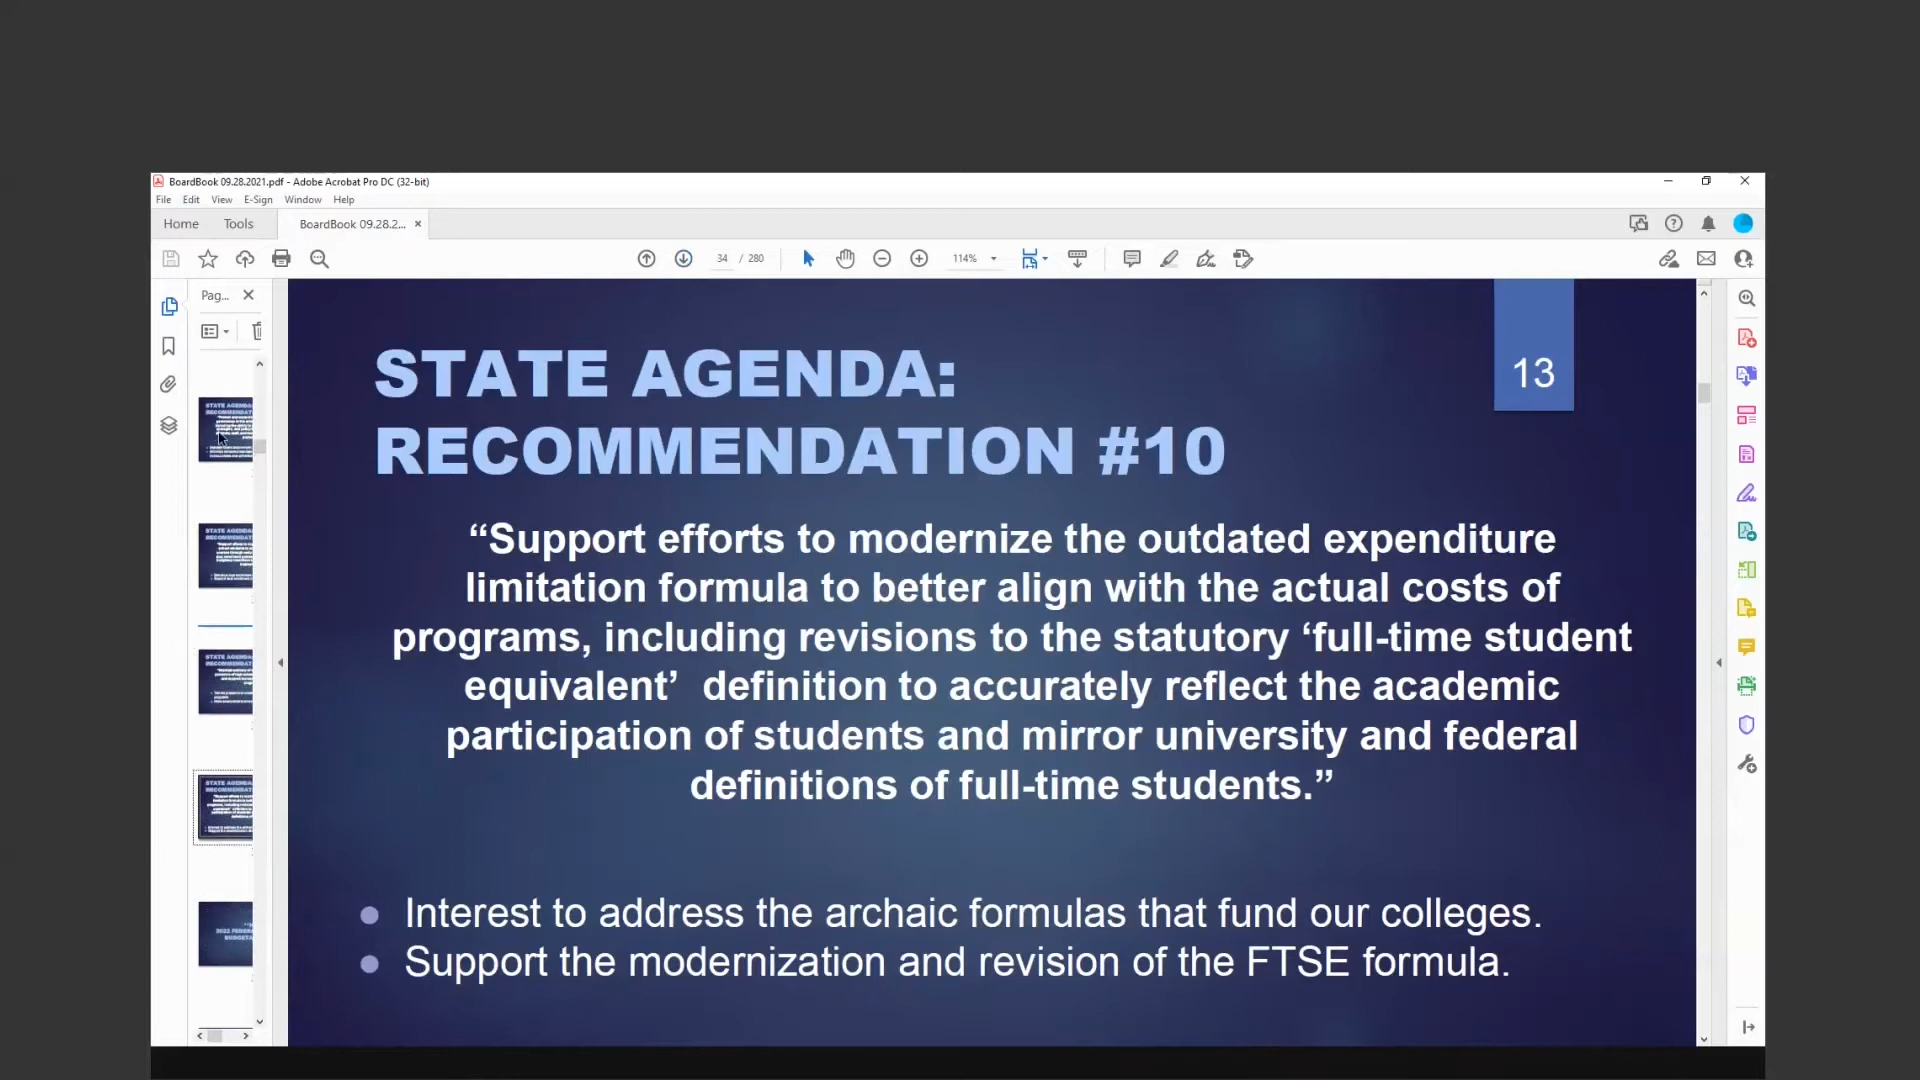 BoardBook 09.28.2021.pdf - Adobe Acrobat Pro DC (32-bit)
File Edit View E-Sign Window Help
Home Tools BoardBook 09.28.2... ×
34 / 280 114%
Pag...
STATE AGENDA:
RECOMMENDATION #10
13
“Support efforts to modernize the outdated expenditure
limitation formula to better align with the actual costs of
programs, including revisions to the statutory ‘full-time student
equivalent’ definition to accurately reflect the academic
participation of students and mirror university and federal
definitions of full-time students.”
Interest to address the archaic formulas that fund our colleges.
Support the modernization and revision of the FTSE formula.